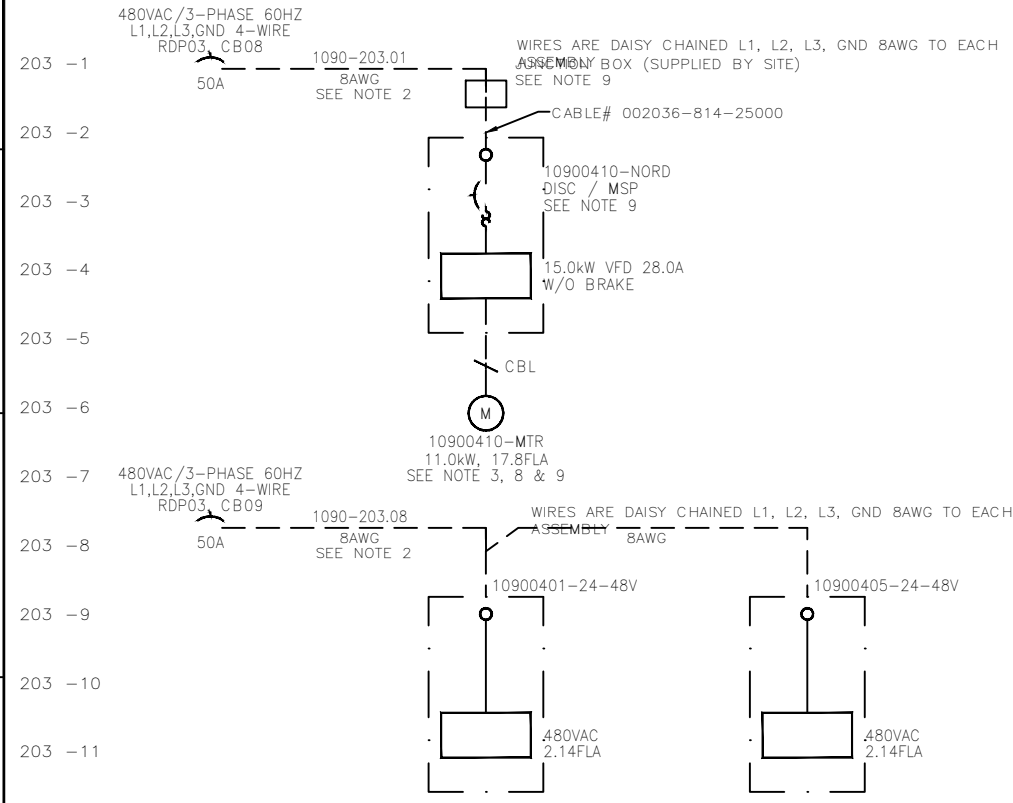 480VAC/3-PHASE 60HZ
L1,L2,L3,GND 4-WIRE
RDP03, CB08
203 -1
50A
1090-203.01
8AWG
SEE NOTE 2
WIRES ARE DAISY CHAINED L1, L2, L3, GND 8AWG TO EACH
ASSEMBLY
JUNCTION BOX (SUPPLIED BY SITE)
SEE NOTE 9
CABLE# 002036-814-25000
203 -2
10900410-NORD
DISC / MSP
SEE NOTE 9
203 -3
203 -4
15.0kW VFD 28.0A
W/O BRAKE
203 -5
CBL
203 -6
M
10900410-MTR
11.0kW, 17.8FLA
SEE NOTE 3, 8 & 9
203 -7
480VAC/3-PHASE 60HZ
L1,L2,L3,GND 4-WIRE
RDP03, CB09
50A
1090-203.08
8AWG
SEE NOTE 2
WIRES ARE DAISY CHAINED L1, L2, L3, GND 8AWG TO EACH
ASSEMBLY
8AWG
203 -8
10900401-24-48V
10900405-24-48V
203 -9
203 -10
480VAC
2.14FLA
480VAC
2.14FLA
203 -11